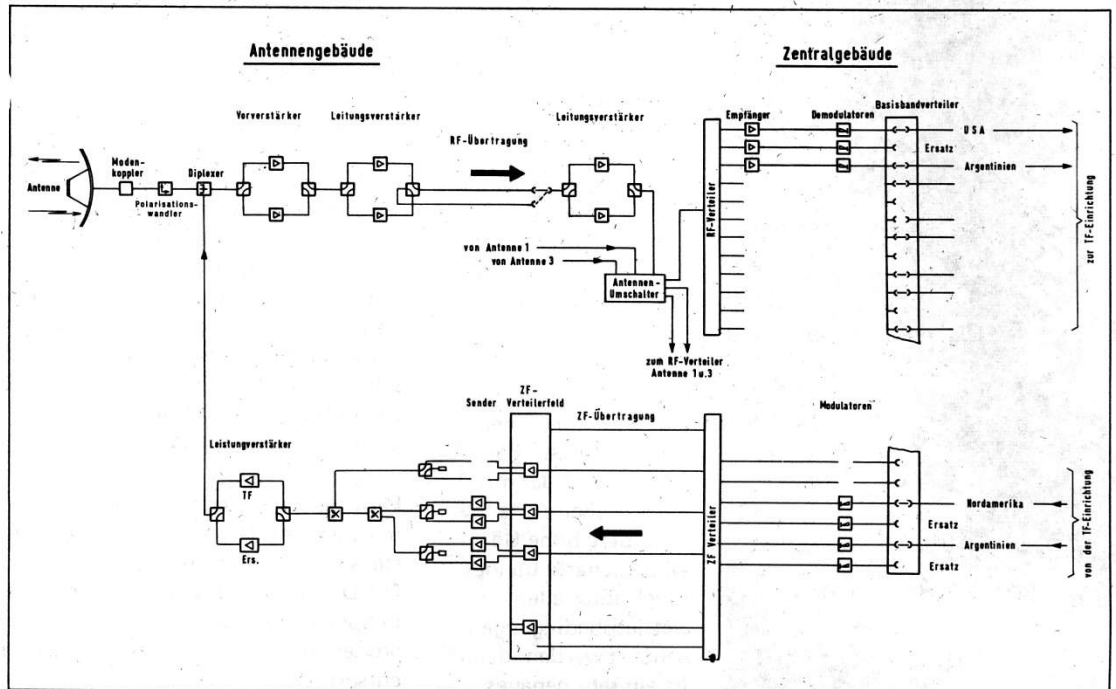 Antennengebäude
Zentralgebäude
Vorverstärker
Leitungsverstärker
RF-Übertragung
Leitungsverstärker
Empfänger
Demodulatoren
Basisbandverteiler
USA
Ersatz
Argentinien
zur TF-Einrichtung
Antenne
Moden-
koppler
Polarisations-
wandler
Diplexer
RF-Verteiler
von Antenne 1
von Antenne 3
Antennen-
Umschalter
zum RF-Verteiler
Antenne 1 u. 3
Sender
ZF-
Verteilerfeld
ZF-Übertragung
Modulatoren
Leistungverstärker
TF
Ers.
ZF Verteiler
Nordamerika
Ersatz
Argentinien
Ersatz
von der TF-Einrichtung